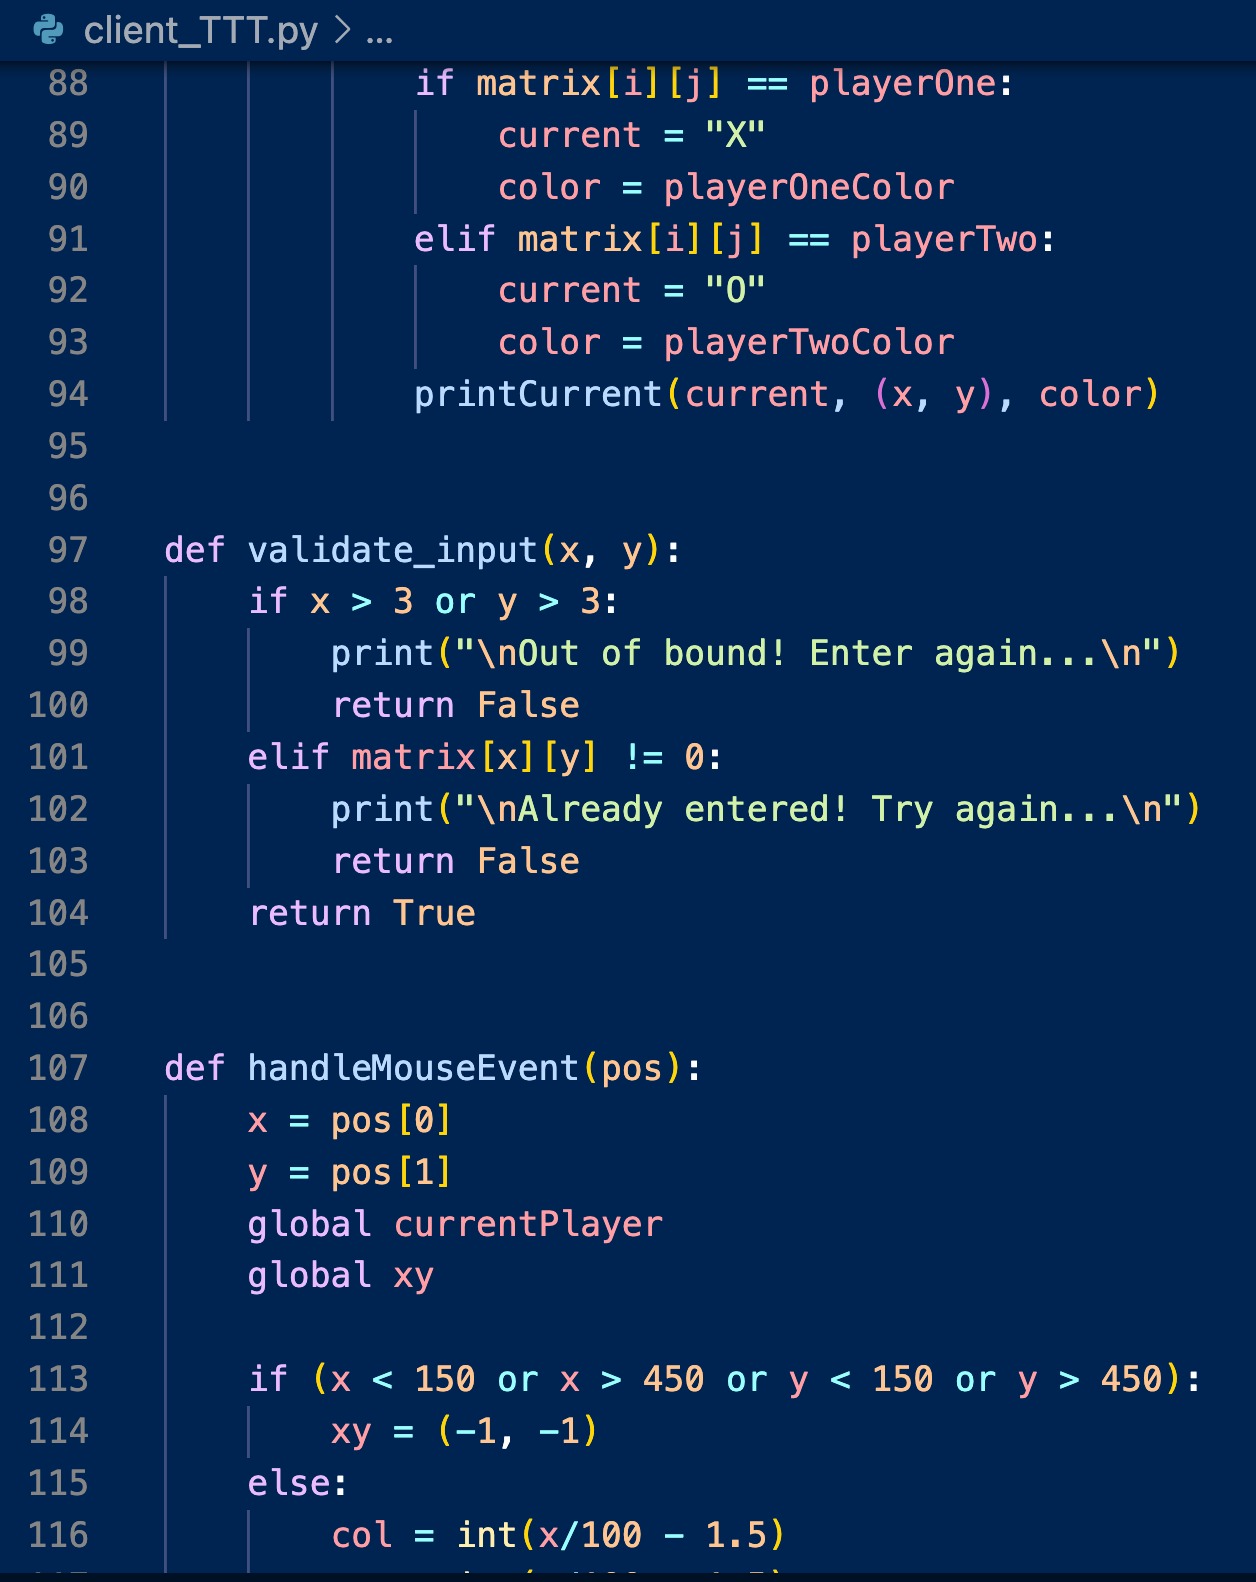 client_TTT.py > ...
88                if matrix[i][j] == playerOne:
89                    current = "X"
90                    color = playerOneColor
91                elif matrix[i][j] == playerTwo:
92                    current = "O"
93                    color = playerTwoColor
94                printCurrent(current, (x, y), color)
95
96
97    def validate_input(x, y):
98        if x > 3 or y > 3:
99            print("\nOut of bound! Enter again...\n")
100            return False
101        elif matrix[x][y] != 0:
102            print("\nAlready entered! Try again...\n")
103            return False
104        return True
105
106
107    def handleMouseEvent(pos):
108        x = pos[0]
109        y = pos[1]
110        global currentPlayer
111        global xy
112
113        if (x < 150 or x > 450 or y < 150 or y > 450):
114            xy = (-1, -1)
115        else:
116            col = int(x/100 - 1.5)